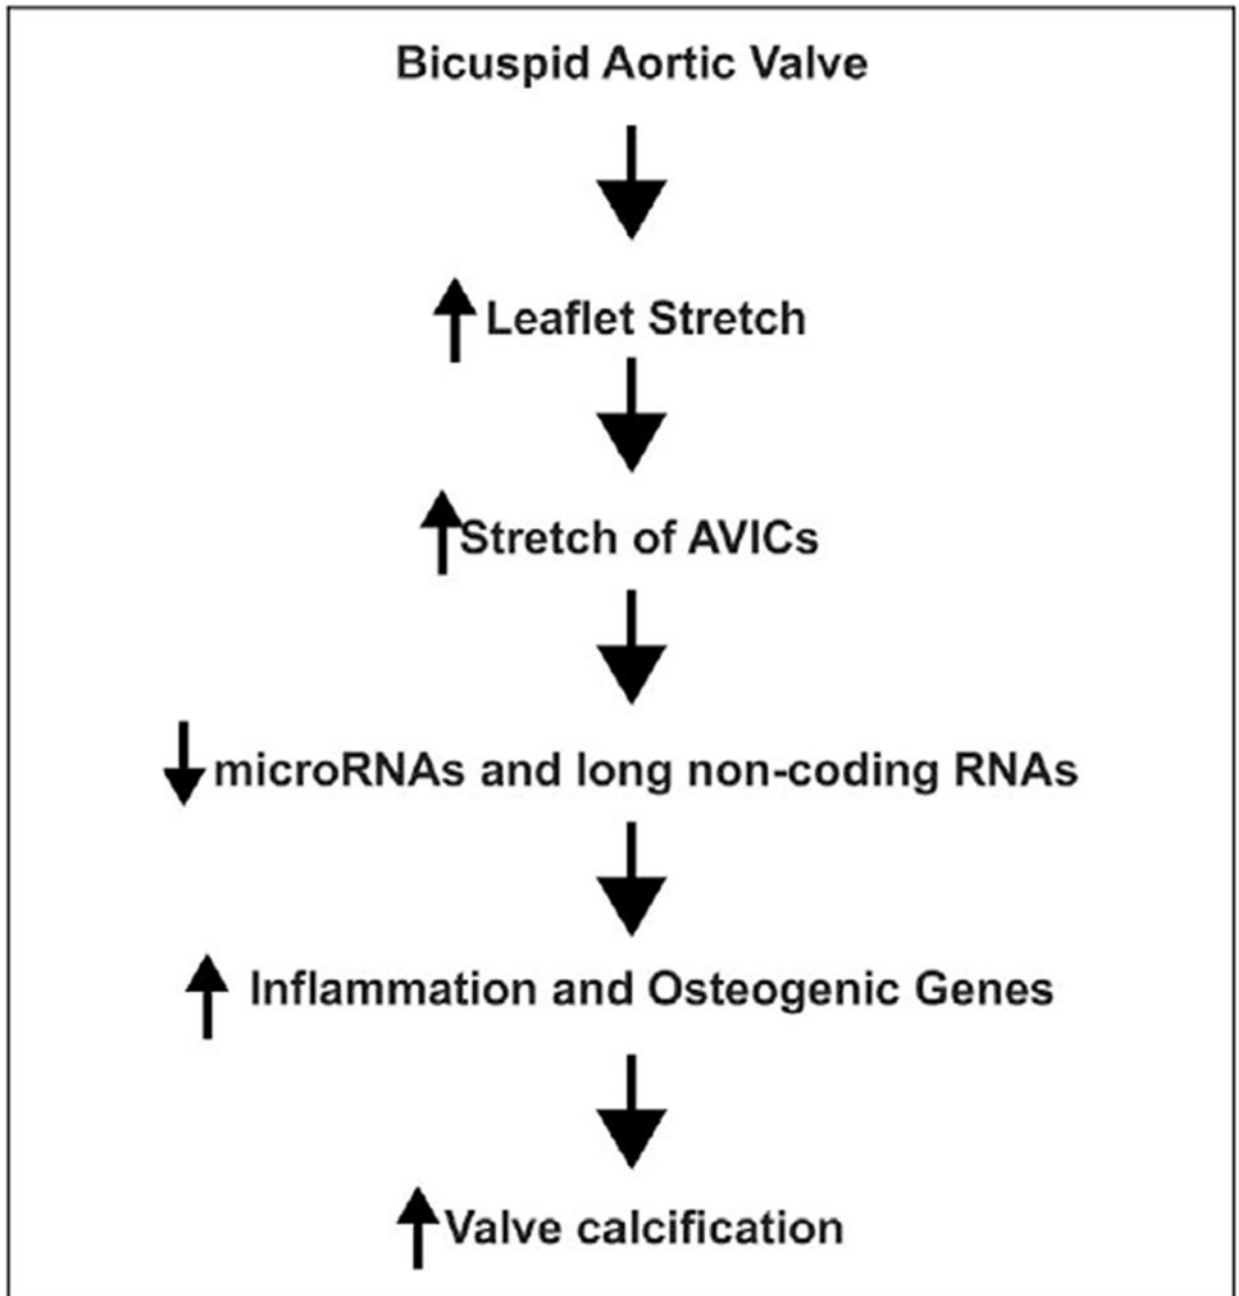 Bicuspid Aortic Valve
Leaflet Stretch
Stretch of AVICs
microRNAs and long non-coding RNAs
Inflammation and Osteogenic Genes
Valve calcification